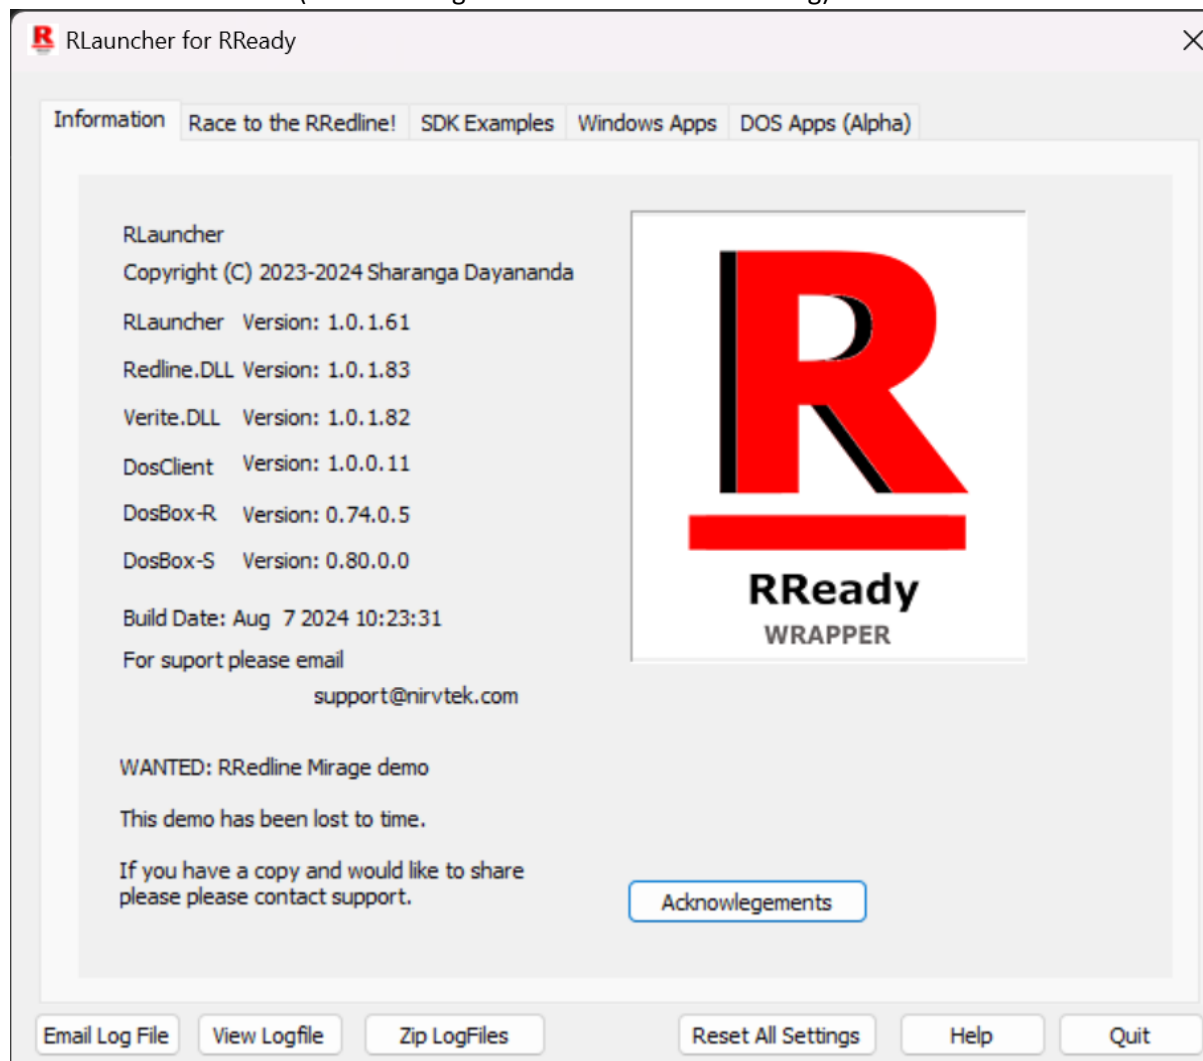 RLauncher for RReady
Information Race to the RRedline! SDK Examples Windows Apps DOS Apps (Alpha)
RLauncher
Copyright (C) 2023-2024 Sharanga Dayananda
RLauncher Version: 1.0.1.61
Redline.DLL Version: 1.0.1.83
Verite.DLL Version: 1.0.1.82
DosClient Version: 1.0.0.11
DosBox-R Version: 0.74.0.5
DosBox-S Version: 0.80.0.0
Build Date: Aug 7 2024 10:23:31
For suport please email
support@nirvtek.com
WANTED: RRedline Mirage demo
This demo has been lost to time.
If you have a copy and would like to share
please please contact support.
R
RReady
WRAPPER
Acknowlegements
Email Log File View Logfile Zip LogFiles Reset All Settings Help Quit